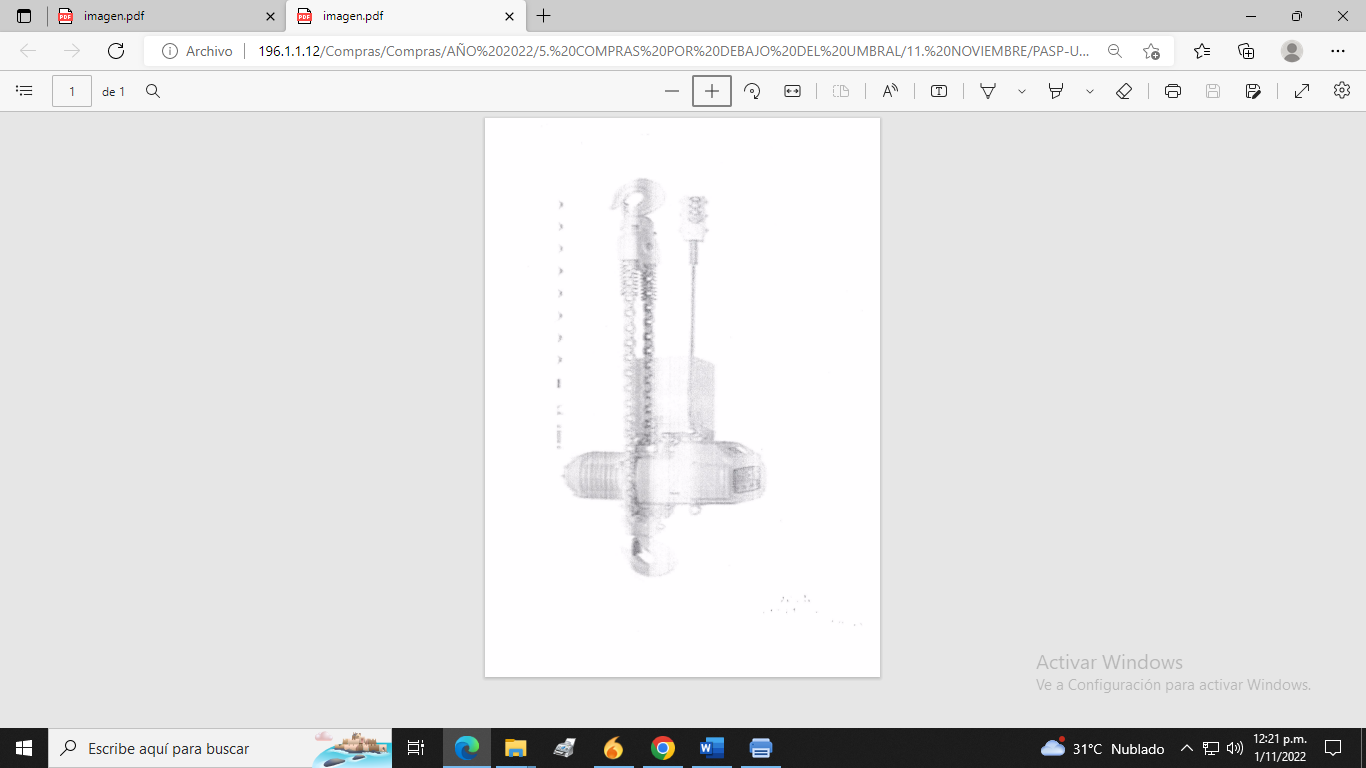 imagen.pdf
imagen.pdf
Archivo
196.1.1.12/Compras/Compras/AÑO%202022/5.%20COMPRAS%20POR%20DEBAJO%20DEL%20UMBRAL/11.%20NOVIEMBRE/PASP-U...
1
de 1
Activar Windows
Ve a Configuración para activar Windows.
Escribe aquí para buscar
31°C Nublado
12:21 p.m.
1/11/2022